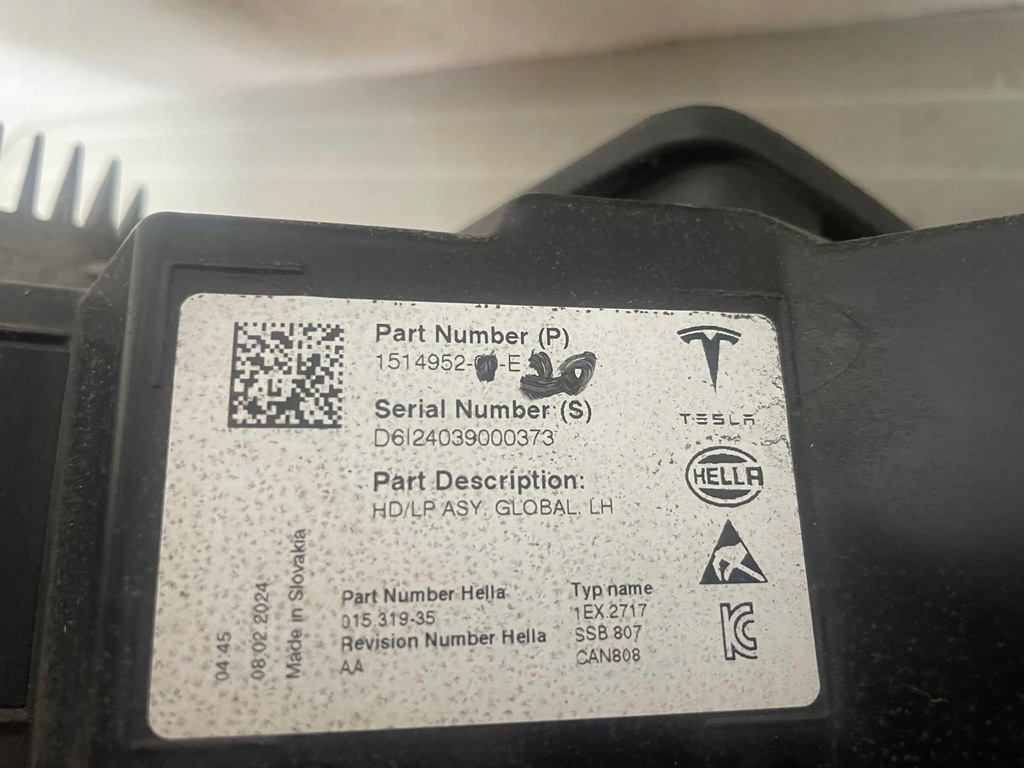 Part Number (P)
1514952- -E
Serial Number (S)
D6I24039000373
Part Description:
HD/LP ASY, GLOBAL, LH
Part Number Hella
015.319-35
Revision Number Hella
AA
Typ name
1EX.2717
SSB 807
CAN808
TESLA
HELLA
04:45
08.02.2024
Made in Slovakia